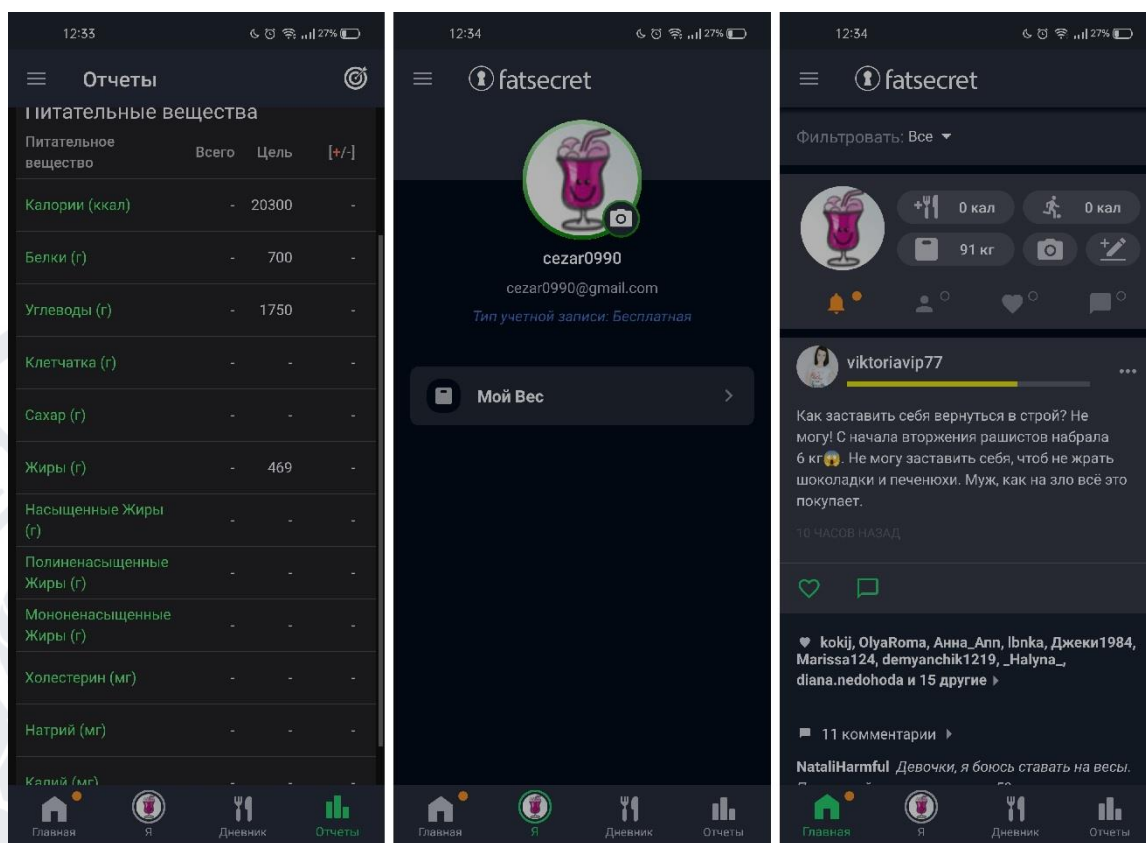 12:33
27%
Отчеты
Питательные вещества
Питательное вещество Всего Цель [+/-]
Калории (ккал) - 20300 -
Белки (г) - 700 -
Углеводы (г) - 1750 -
Клетчатка (г) - - -
Сахар (г) - - -
Жиры (г) - 469 -
Насыщенные Жиры (г) - - -
Полиненасыщенные Жиры (г) - - -
Мононенасыщенные Жиры (г) - - -
Холестерин (мг) - - -
Натрий (мг) - - -
Калий (мг)
Главная Я Дневник Отчеты
12:34
27%
fatsecret
cezar0990
cezar0990@gmail.com
Тип учетной записи: Бесплатная
Мой Вес
Главная Я Дневник Отчеты
12:34
27%
fatsecret
Фильтровать: Все
0 кал 0 кал
91 кг
viktoriavip77
Как заставить себя вернуться в строй? Не
могу! С начала вторжения рашистов набрала
6 кг😱. Не могу заставить себя, чтоб не жрать
шоколадки и печенюхи. Муж, как на зло всё это
покупает.
10 ЧАСОВ НАЗАД
kokij, OlyaRoma, Анна_Ann, lbnka, Джеки1984,
Marissa124, demyanchik1219, _Halyna_,
diana.nedohoda и 15 другие
11 комментарии
NataliHarmful Девочки, я боюсь ставать на весы.
Главная Я Дневник Отчеты